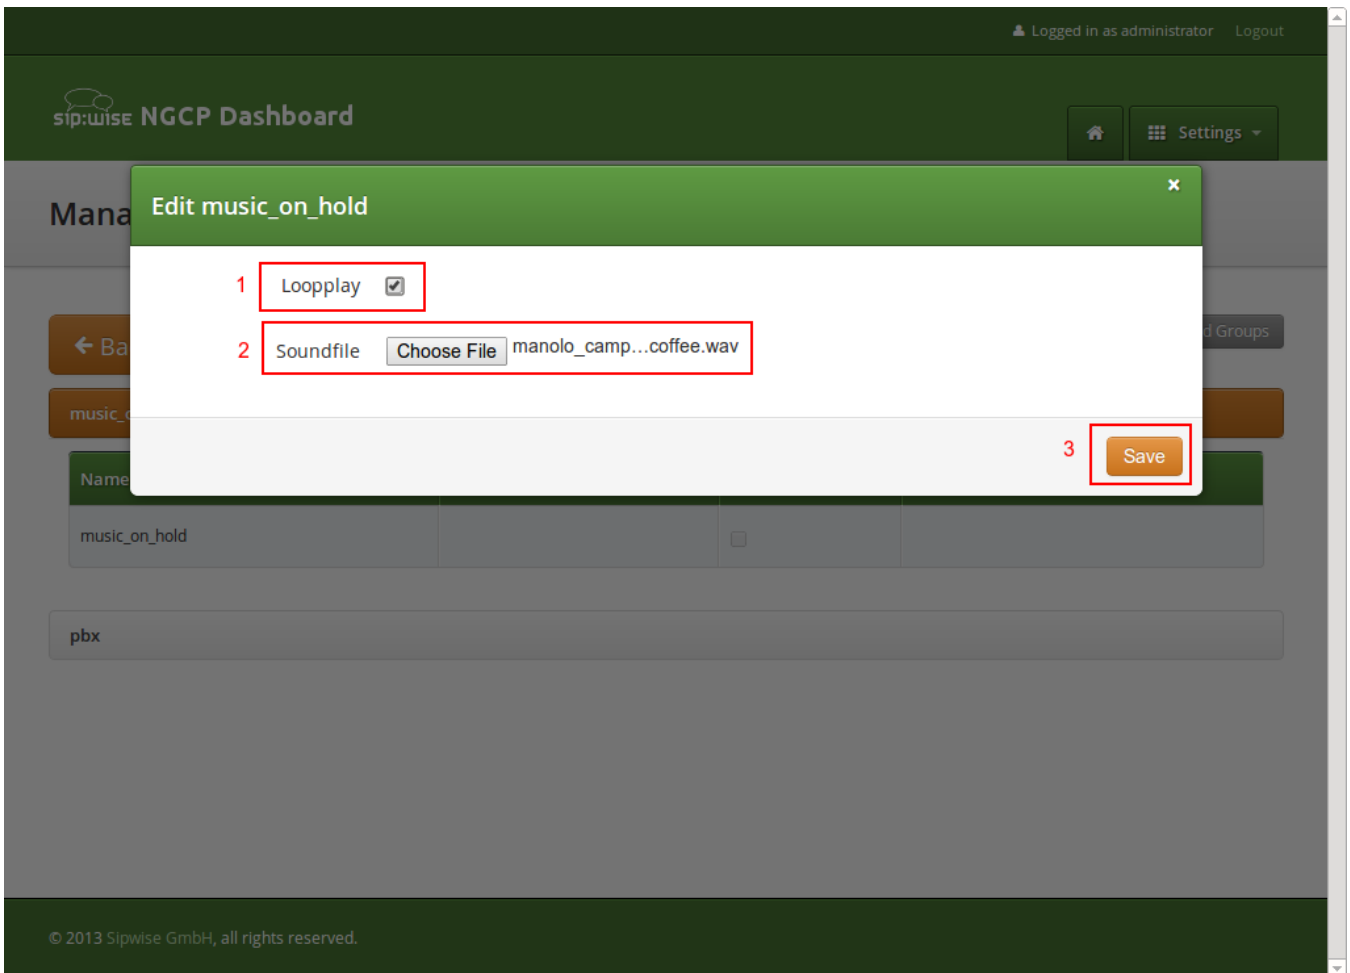 Logged in as administrator Logout
sip:wise NGCP Dashboard
Settings
Mana
Edit music_on_hold
×
1 Loopplay
2 Soundfile Choose File manolo_camp...coffee.wav
d Groups
Ba
music_
3 Save
Name
music_on_hold
pbx
© 2013 Sipwise GmbH, all rights reserved.